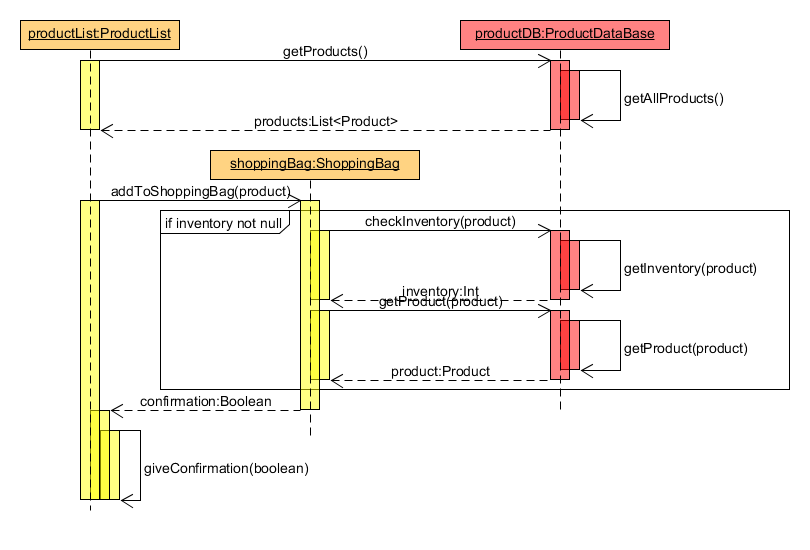 productList:ProductList
productDB:ProductDataBase
getProducts()
getAllProducts()
products:List<Product>
shoppingBag:ShoppingBag
addToShoppingBag(product)
if inventory not null
checkInventory(product)
getInventory(product)
inventory:Int
getProduct(product)
getProduct(product)
product:Product
confirmation:Boolean
giveConfirmation(boolean)